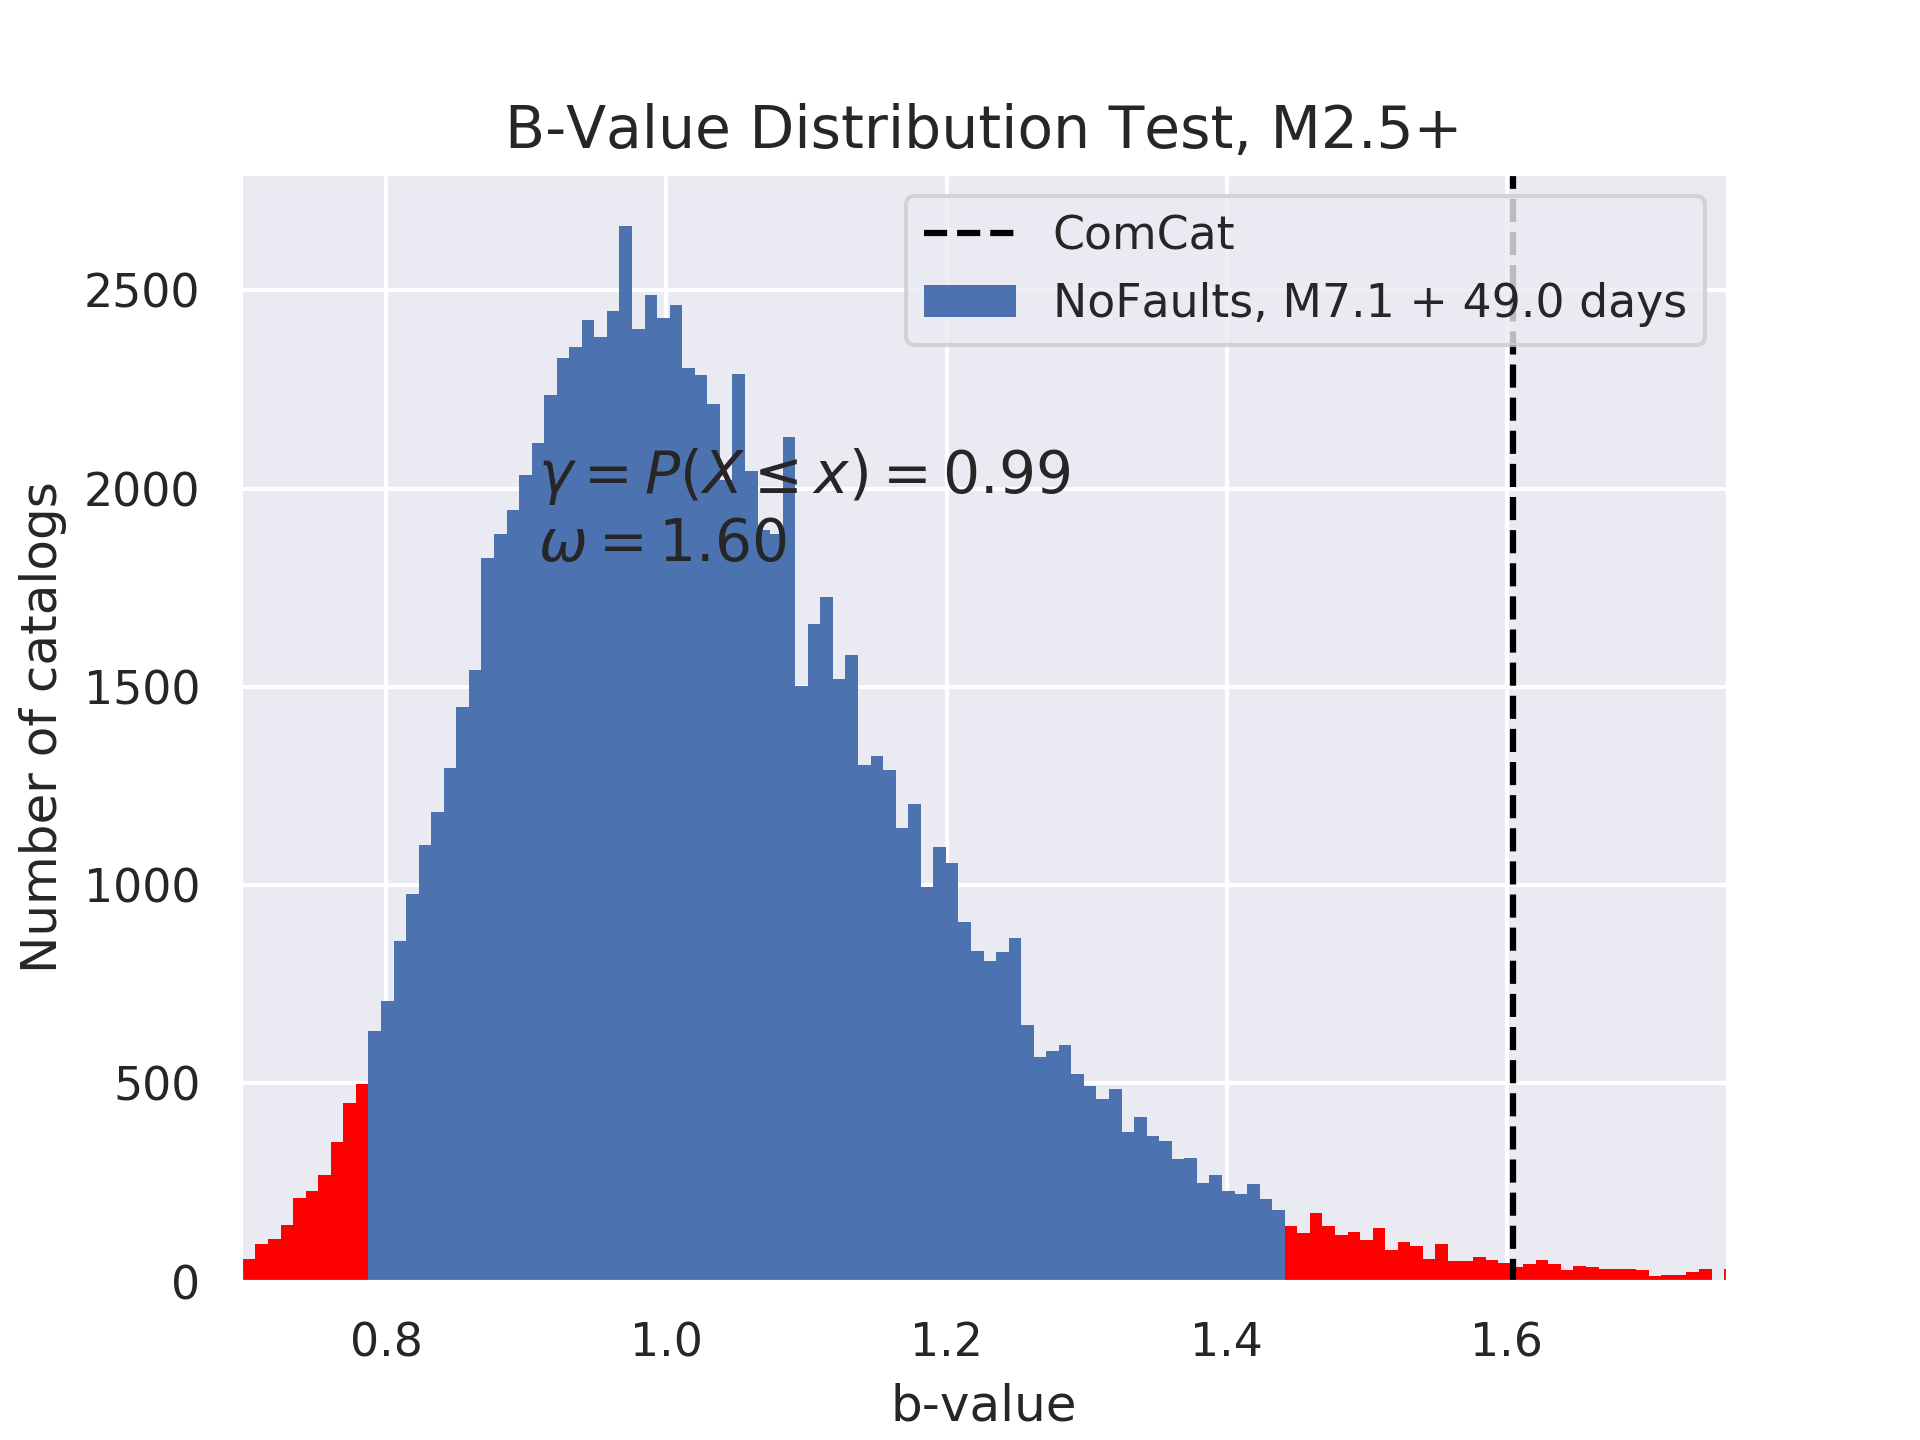 B-Value Distribution Test, M2.5+
ComCat
NoFaults, M7.1 + 49.0 days
γ = P(X ≤ x) = 0.99
ω = 1.60
Number of catalogs
2500
2000
1500
1000
500
0
0.8 1.0 1.2 1.4 1.6
b-value